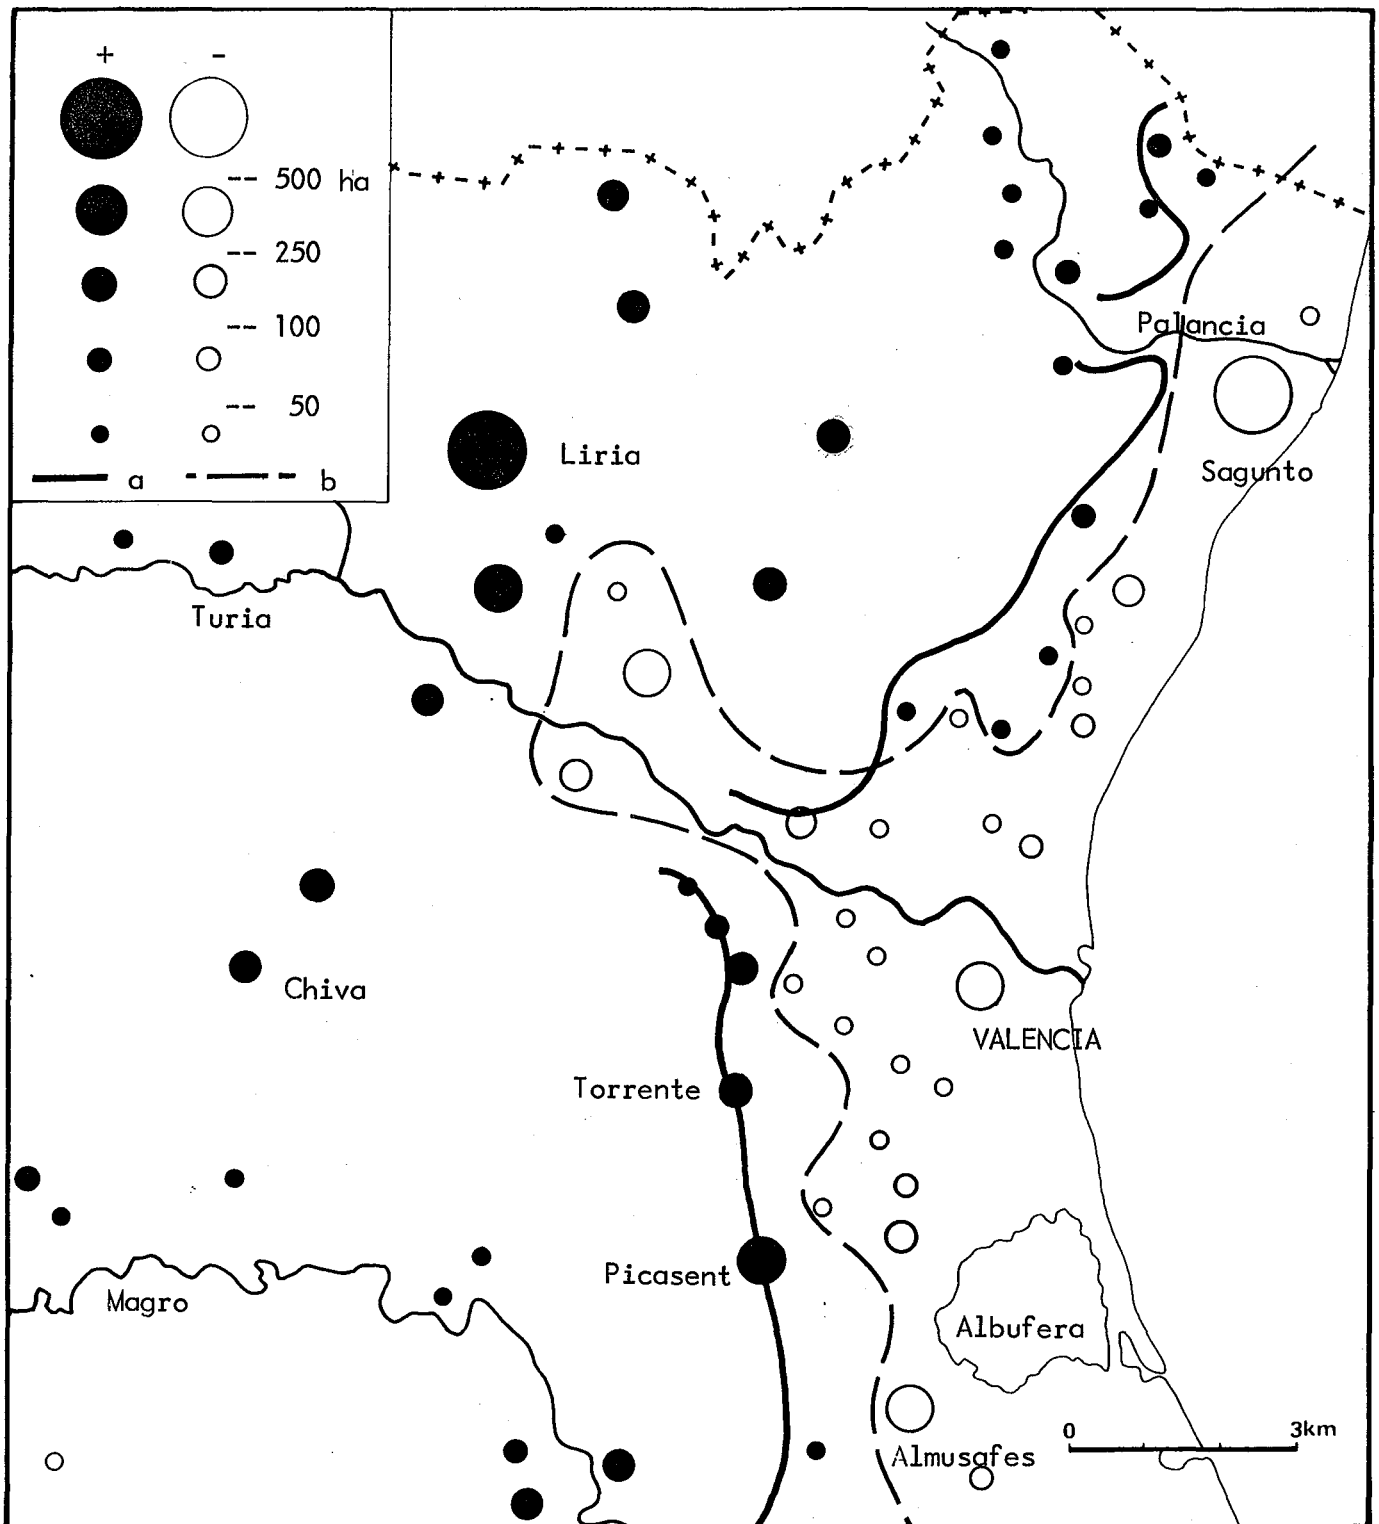 + -
-- 500 ha
-- 250
-- 100
-- 50
a b
Palancia
Liria
Sagunto
Turia
Chiva
VALENCIA
Torrente
Picasent
Magro
Albufera
0 3km
Almusafes